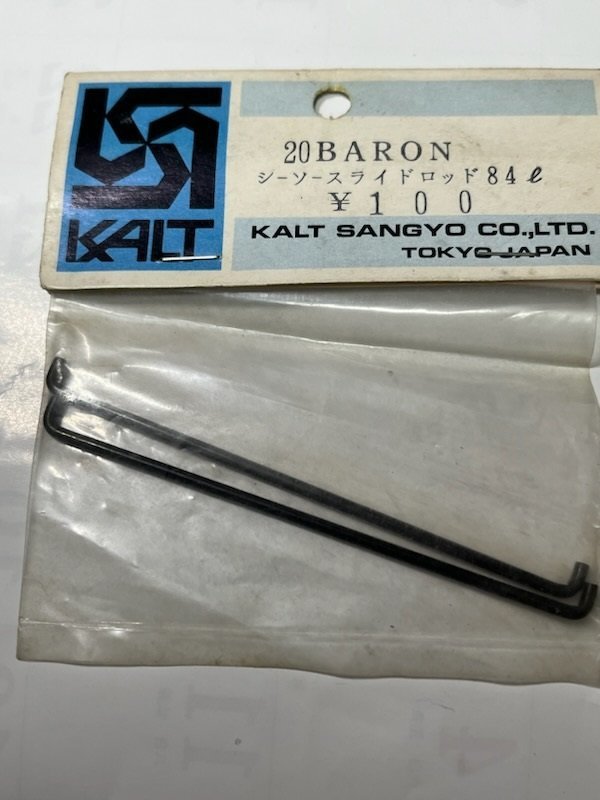 KALT
20BARON
シーソースライドロッド84ℓ
￥100
KALT SANGYO CO.,LTD.
TOKYO JAPAN